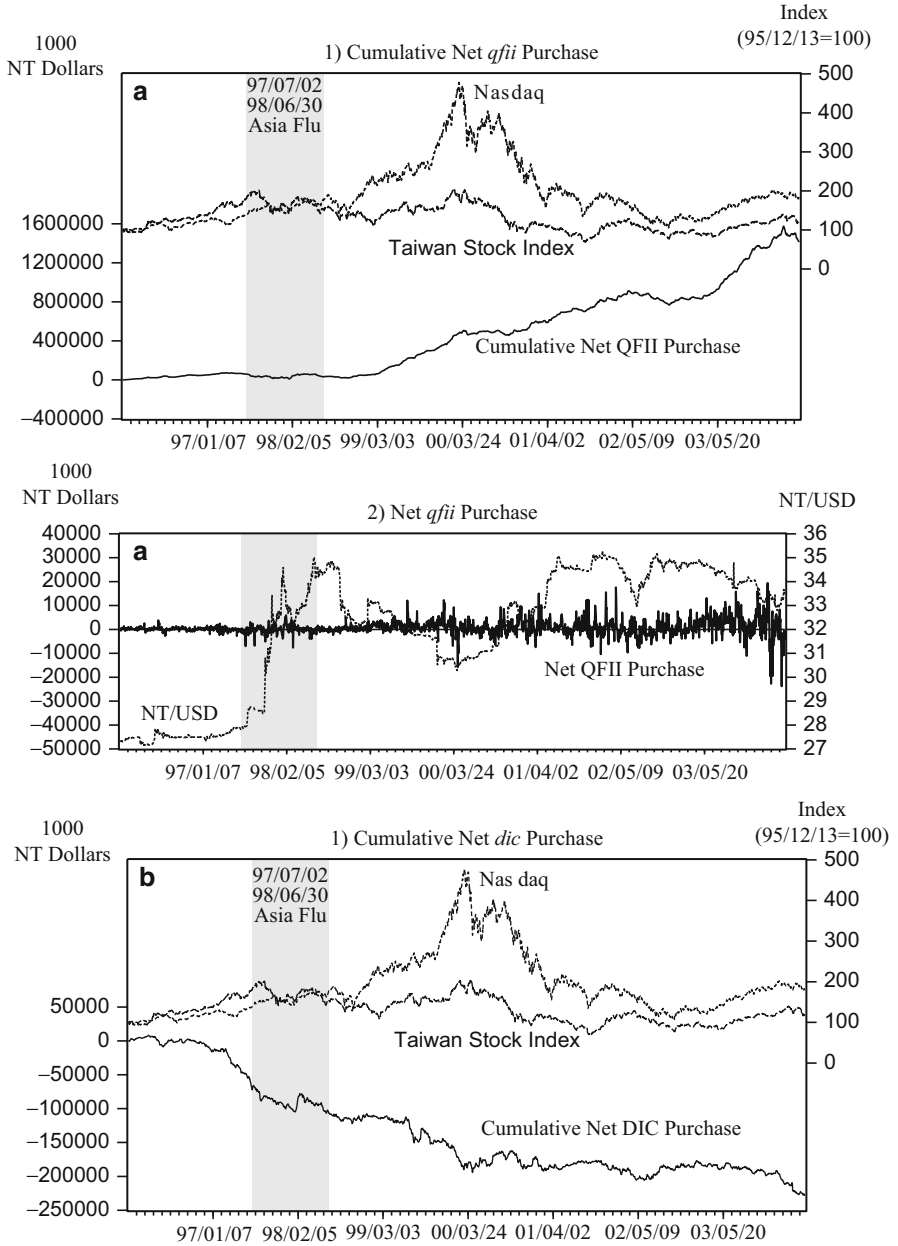 1000
NT Dollars
1) Cumulative Net qfii Purchase
Index
(95/12/13=100)
a
97/07/02
98/06/30
Asia Flu
Nasdaq
Taiwan Stock Index
Cumulative Net QFII Purchase
1600000
1200000
800000
400000
0
−400000
500
400
300
200
100
0
97/01/07 98/02/05 99/03/03 00/03/24 01/04/02 02/05/09 03/05/20
1000
NT Dollars
2) Net qfii Purchase
NT/USD
a
40000
30000
20000
10000
0
−10000
−20000
−30000
−40000
−50000
NT/USD
Net QFII Purchase
36
35
34
33
32
31
30
29
28
27
97/01/07 98/02/05 99/03/03 00/03/24 01/04/02 02/05/09 03/05/20
1000
NT Dollars
1) Cumulative Net dic Purchase
Index
(95/12/13=100)
b
97/07/02
98/06/30
Asia Flu
Nas daq
Taiwan Stock Index
Cumulative Net DIC Purchase
50000
0
−50000
−100000
−150000
−200000
−250000
500
400
300
200
100
0
97/01/07 98/02/05 99/03/03 00/03/24 01/04/02 02/05/09 03/05/20